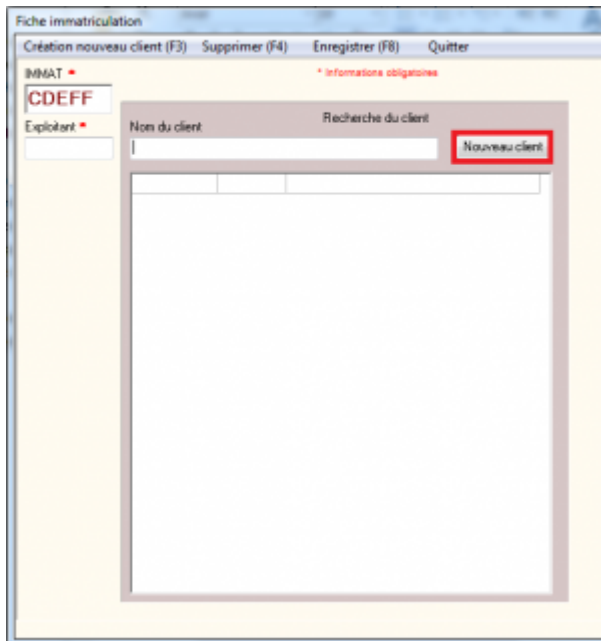 Fiche immatriculation
Création nouveau client (F3) Supprimer (F4) Enregistrer (F8) Quitter
IMMAT *
* Informations obligatoires
CDEFF
Exploitant *
Recherche du client
Nom du client
Nouveau client